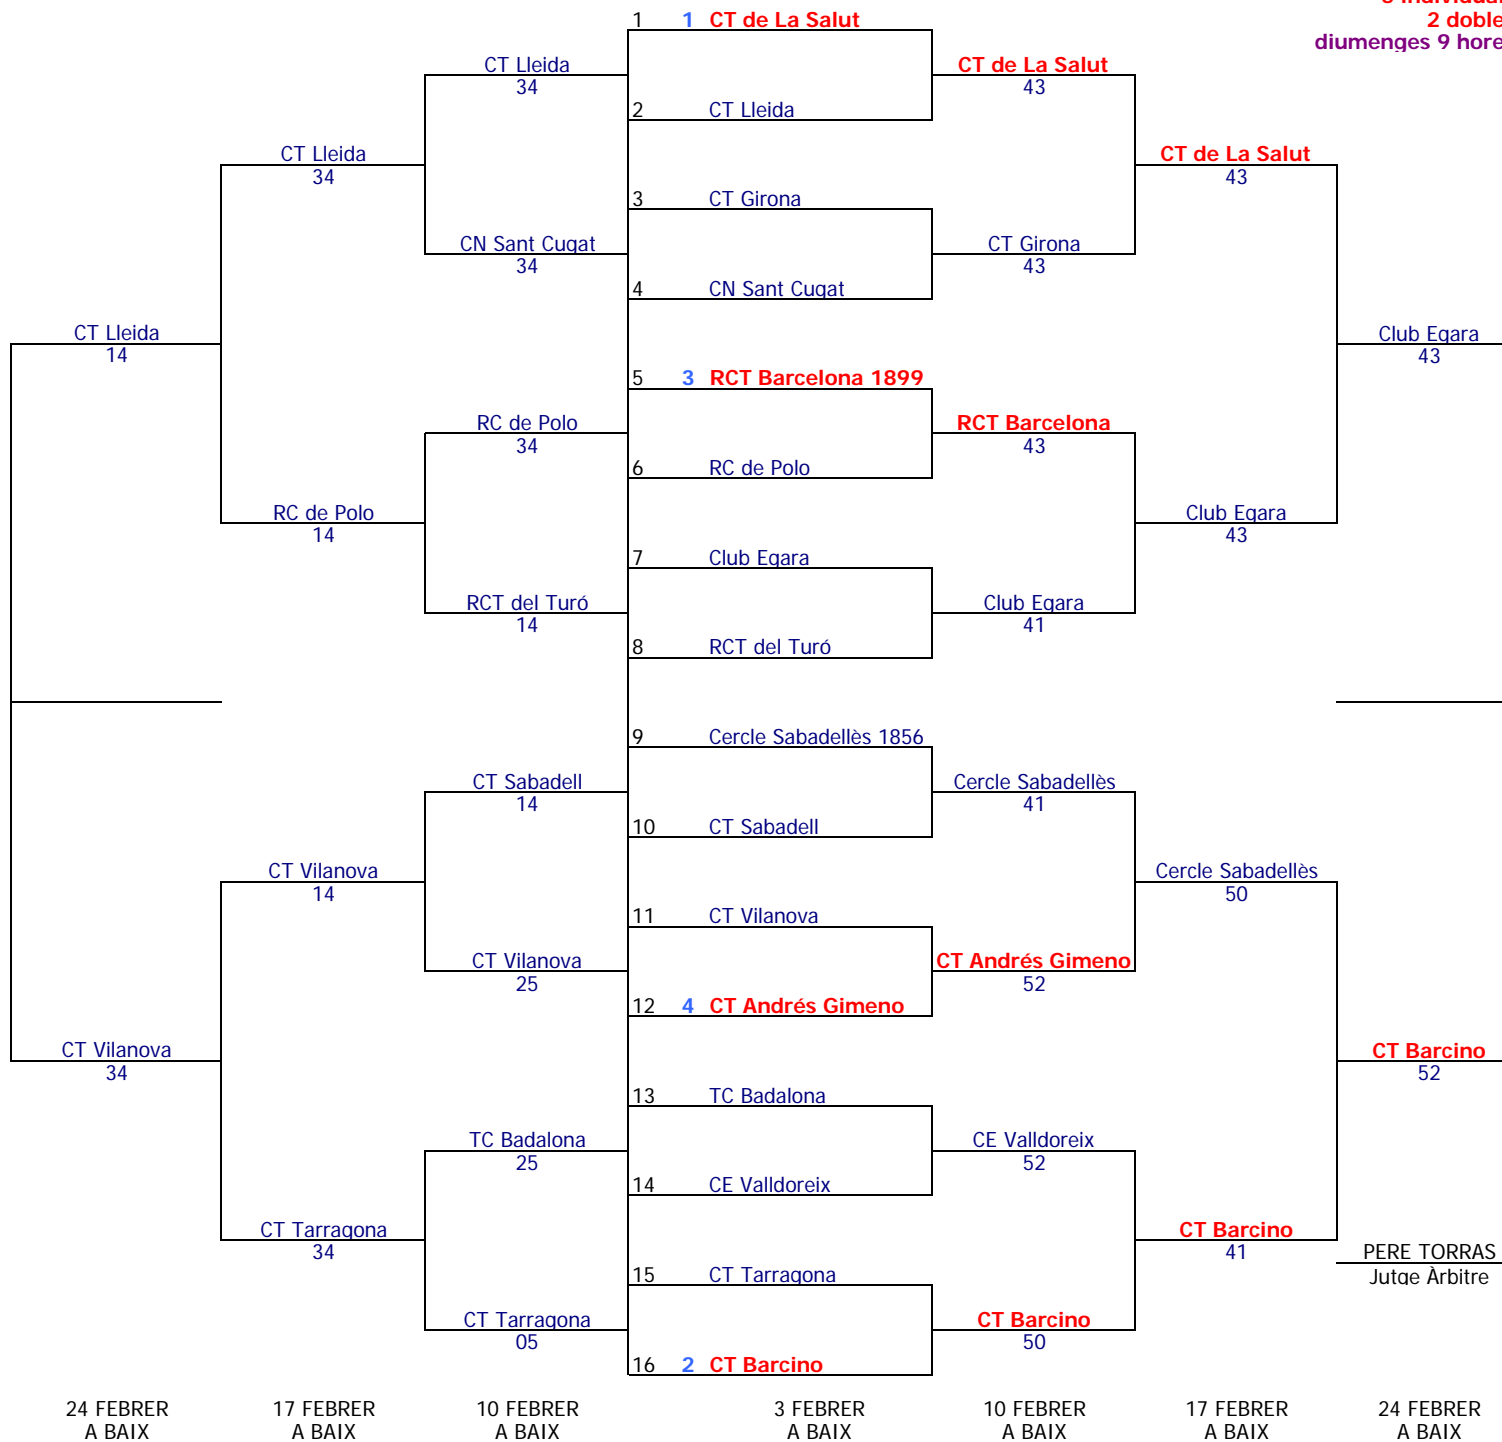 1 1 CT de La Salut
2 doble
diumenges 9 hore
CT Lleida
34
CT de La Salut
43
2 CT Lleida
CT Lleida
34
CT de La Salut
43
3 CT Girona
CN Sant Cugat
34
CT Girona
43
4 CN Sant Cugat
CT Lleida
14
Club Egara
43
5 3 RCT Barcelona 1899
RC de Polo
34
RCT Barcelona
43
6 RC de Polo
RC de Polo
14
Club Egara
43
7 Club Egara
RCT del Turó
14
Club Egara
41
8 RCT del Turó
9 Cercle Sabadellès 1856
CT Sabadell
14
Cercle Sabadellès
41
10 CT Sabadell
CT Vilanova
14
Cercle Sabadellès
50
11 CT Vilanova
CT Vilanova
25
CT Andrés Gimeno
52
12 4 CT Andrés Gimeno
CT Vilanova
34
CT Barcino
52
13 TC Badalona
TC Badalona
25
CE Valldoreix
52
14 CE Valldoreix
CT Tarragona
34
CT Barcino
41
PERE TORRAS
Jutge Àrbitre
15 CT Tarragona
CT Tarragona
05
CT Barcino
50
16 2 CT Barcino
24 FEBRER 17 FEBRER 10 FEBRER 3 FEBRER 10 FEBRER 17 FEBRER 24 FEBRER
A BAIX A BAIX A BAIX A BAIX A BAIX A BAIX A BAIX